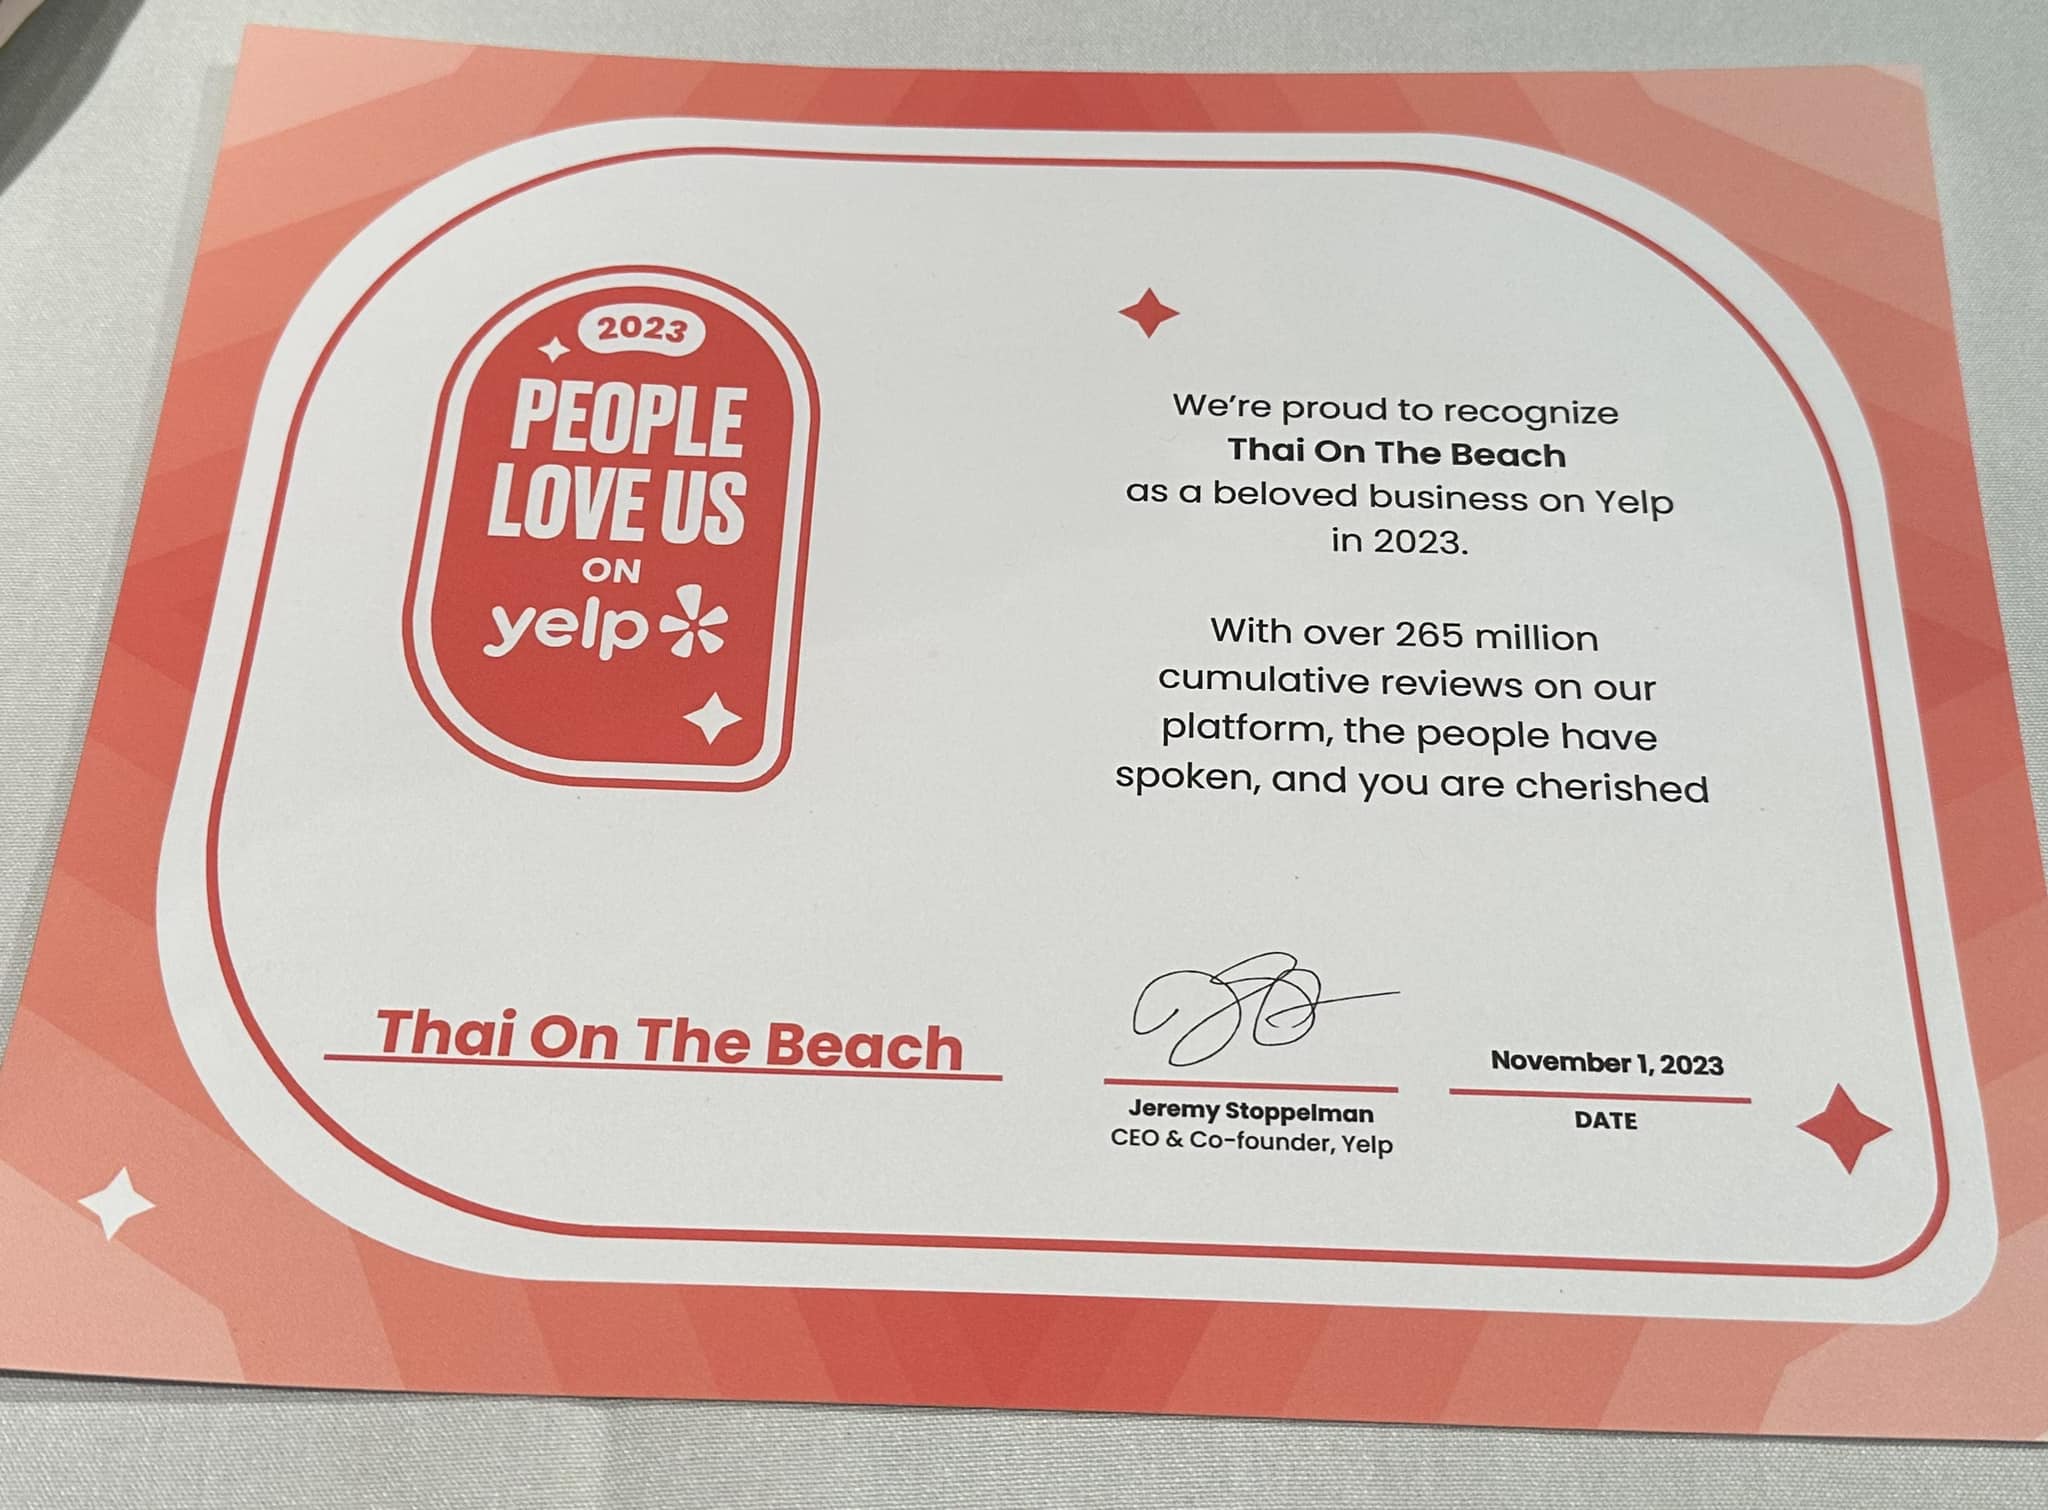 2023
PEOPLE
LOVE US
ON
yelp
We're proud to recognize
Thai On The Beach
as a beloved business on Yelp
in 2023.
With over 265 million
cumulative reviews on our
platform, the people have
spoken, and you are cherished
Thai On The Beach
Jeremy Stoppelman
CEO & Co-founder, Yelp
November 1, 2023
DATE